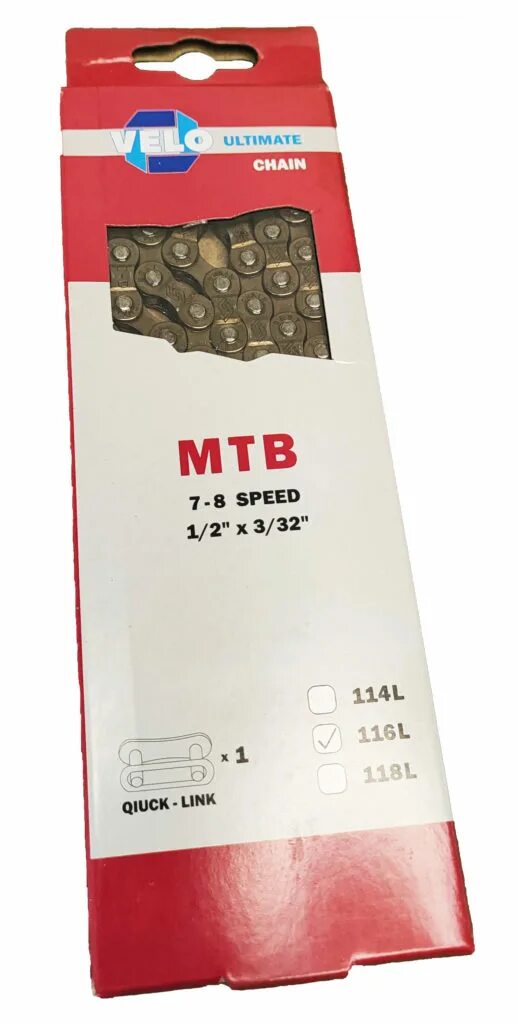 VELO ULTIMATE
CHAIN
MTB
7-8 SPEED
1/2" x 3/32"
114L
116L
118L
x 1
QIUCK - LINK